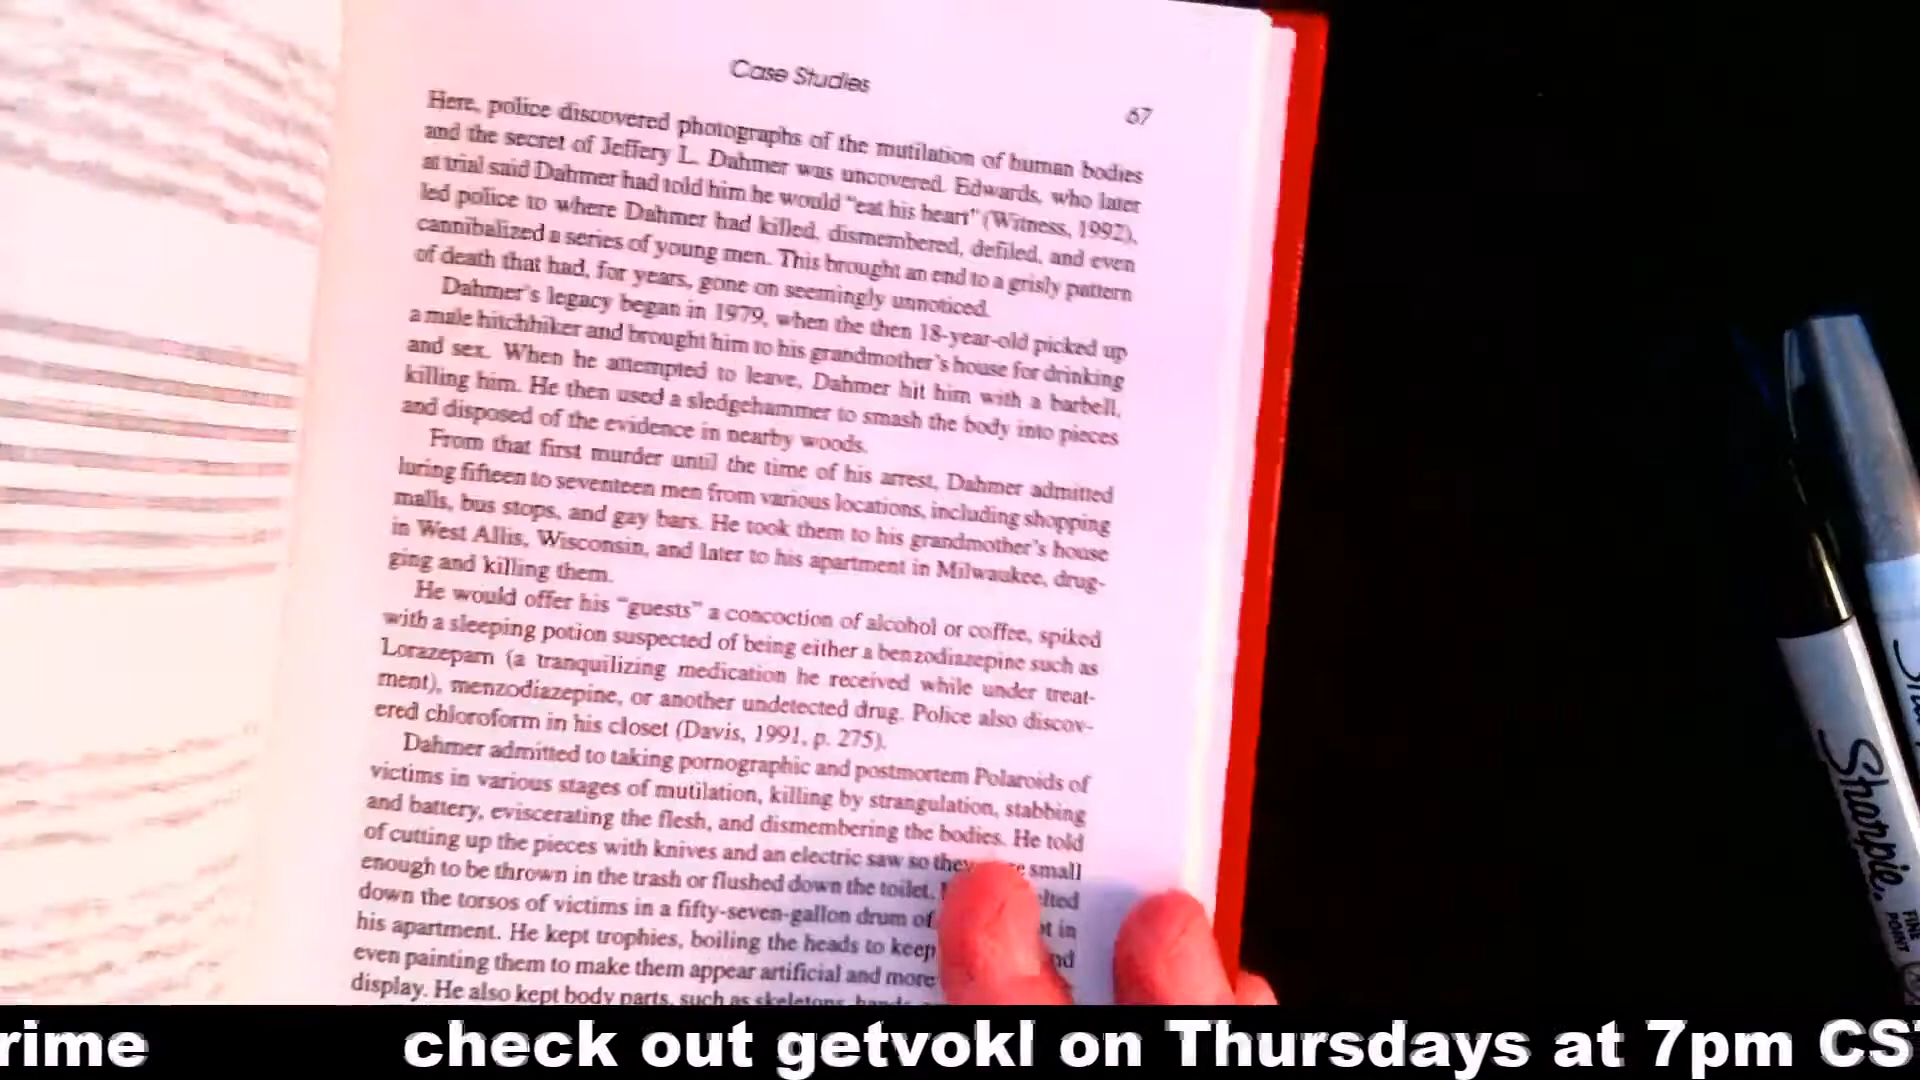 Case Studies
67
Here, police discovered photographs of the mutilation of human bodies
and the secret of Jeffery L. Dahmer was uncovered. Edwards, who later
at trial said Dahmer had told him he would "eat his heart" (Witness, 1992),
led police to where Dahmer had killed, dismembered, defiled, and even
cannibalized a series of young men. This brought an end to a grisly pattern
of death that had, for years, gone on seemingly unnoticed.
Dahmer's legacy began in 1979, when the then 18-year-old picked up
a male hitchhiker and brought him to his grandmother's house for drinking
and sex. When he attempted to leave, Dahmer hit him with a barbell,
killing him. He then used a sledgehammer to smash the body into pieces
and disposed of the evidence in nearby woods.
From that first murder until the time of his arrest, Dahmer admitted
luring fifteen to seventeen men from various locations, including shopping
malls, bus stops, and gay bars. He took them to his grandmother's house
in West Allis, Wisconsin, and later to his apartment in Milwaukee, drug-
ging and killing them.
He would offer his "guests" a concoction of alcohol or coffee, spiked
with a sleeping potion suspected of being either a benzodiazepine such as
Lorazepam (a tranquilizing medication he received while under treat-
ment), menzodiazepine, or another undetected drug. Police also discov-
ered chloroform in his closet (Davis, 1991, p. 275).
Dahmer admitted to taking pornographic and postmortem Polaroids of
victims in various stages of mutilation, killing by strangulation, stabbing
and battery, eviscerating the flesh, and dismembering the bodies. He told
of cutting up the pieces with knives and an electric saw so they small
enough to be thrown in the trash or flushed down the toilet.
down the torsos of victims in a fifty-seven-gallon drum of in
his apartment. He kept trophies, boiling the heads to keep
even painting them to make them appear artificial and more
display. He also kept body parts, such as skeletons, hands,
Sharpie.
FINE
POINT
rime check out getvokl on Thursdays at 7pm CST